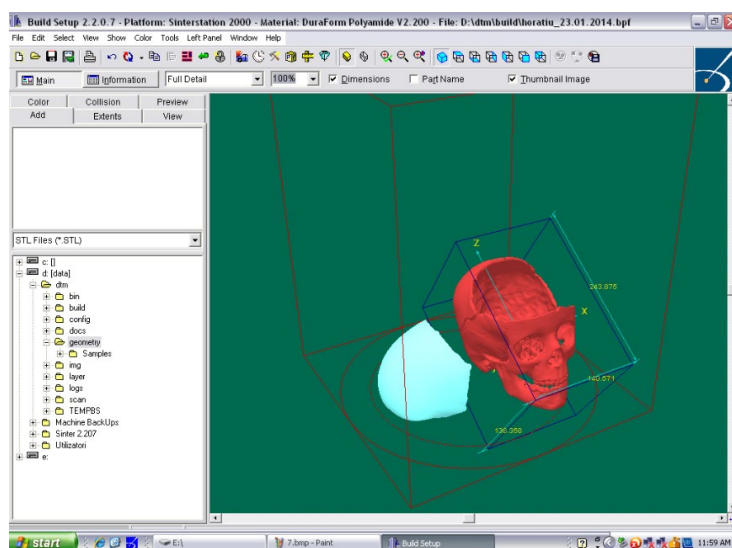 Build Setup 2.2.0.7 - Platform: Sinterstation 2000 - Material: DuraForm Polyamide V2.200 - File: D:\dtm\build\horatiu_23.01.2014.bpf
File Edit Select View Show Color Tools Left Panel Window Help
Main Information Full Detail 100% Dimensions Part Name Thumbnail Image
Color Collision Preview
Add Extents View
STL Files (*.STL)
c: []
d: [data]
dtm
bin
build
config
docs
geometry
Samples
img
layer
logs
scan
TEMPBS
Machine BackUps
Sinter 2.207
Utilizatori
e:
Z
243.875
X
140.571
start E:\ 7.bmp - Paint Build Setup 11:59 AM